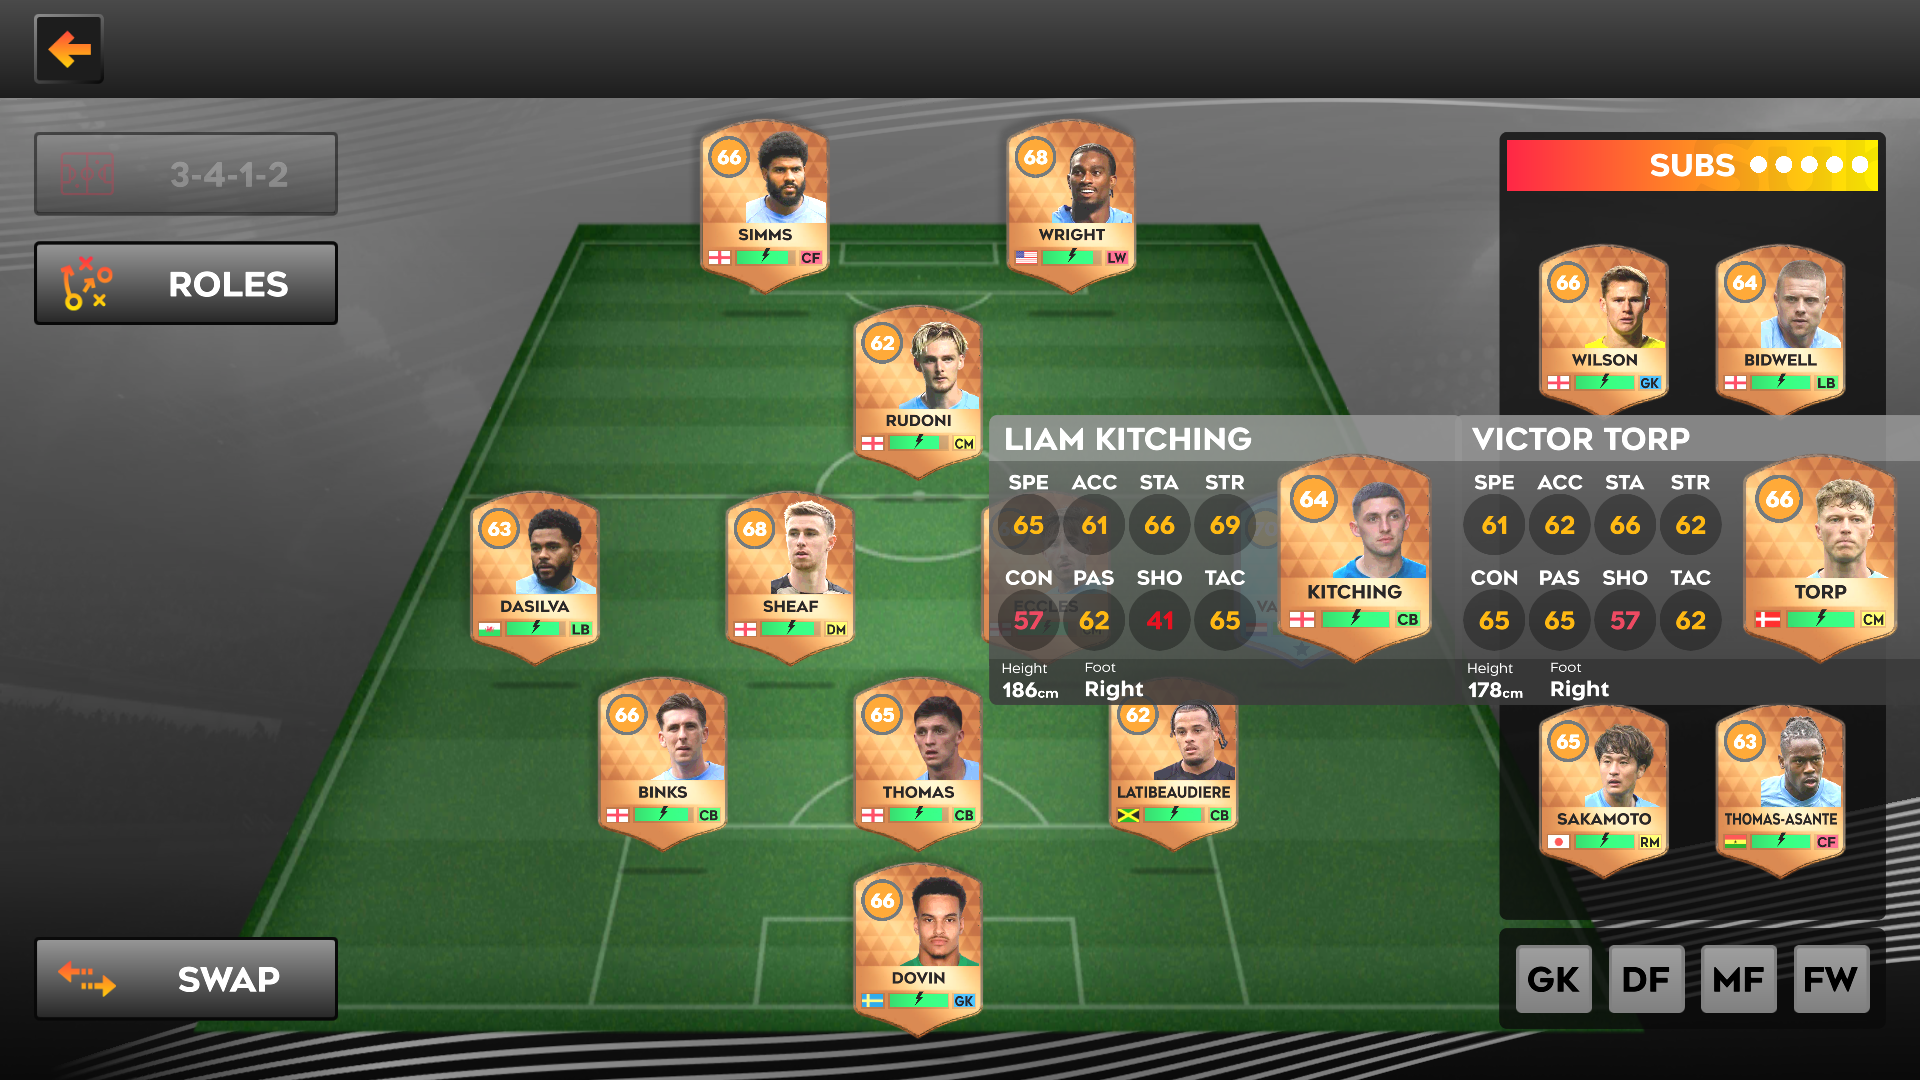 3-4-1-2
ROLES
SWAP
66
SIMMS
CF
68
WRIGHT
LW
62
RUDONI
CM
63
DASILVA
LB
68
SHEAF
DM
ECCLES
VA
66
BINKS
CB
65
THOMAS
CB
62
LATIBEAUDIERE
CB
66
DOVIN
GK
LIAM KITCHING
SPE ACC STA STR
65 61 66 69
CON PAS SHO TAC
57 62 41 65
Height Foot
186cm Right
64
KITCHING
CB
VICTOR TORP
SPE ACC STA STR
61 62 66 62
CON PAS SHO TAC
65 65 57 62
Height Foot
178cm Right
66
TORP
CM
SUBS
66
WILSON
GK
64
BIDWELL
LB
65
SAKAMOTO
RM
63
THOMAS-ASANTE
CF
GK DF MF FW